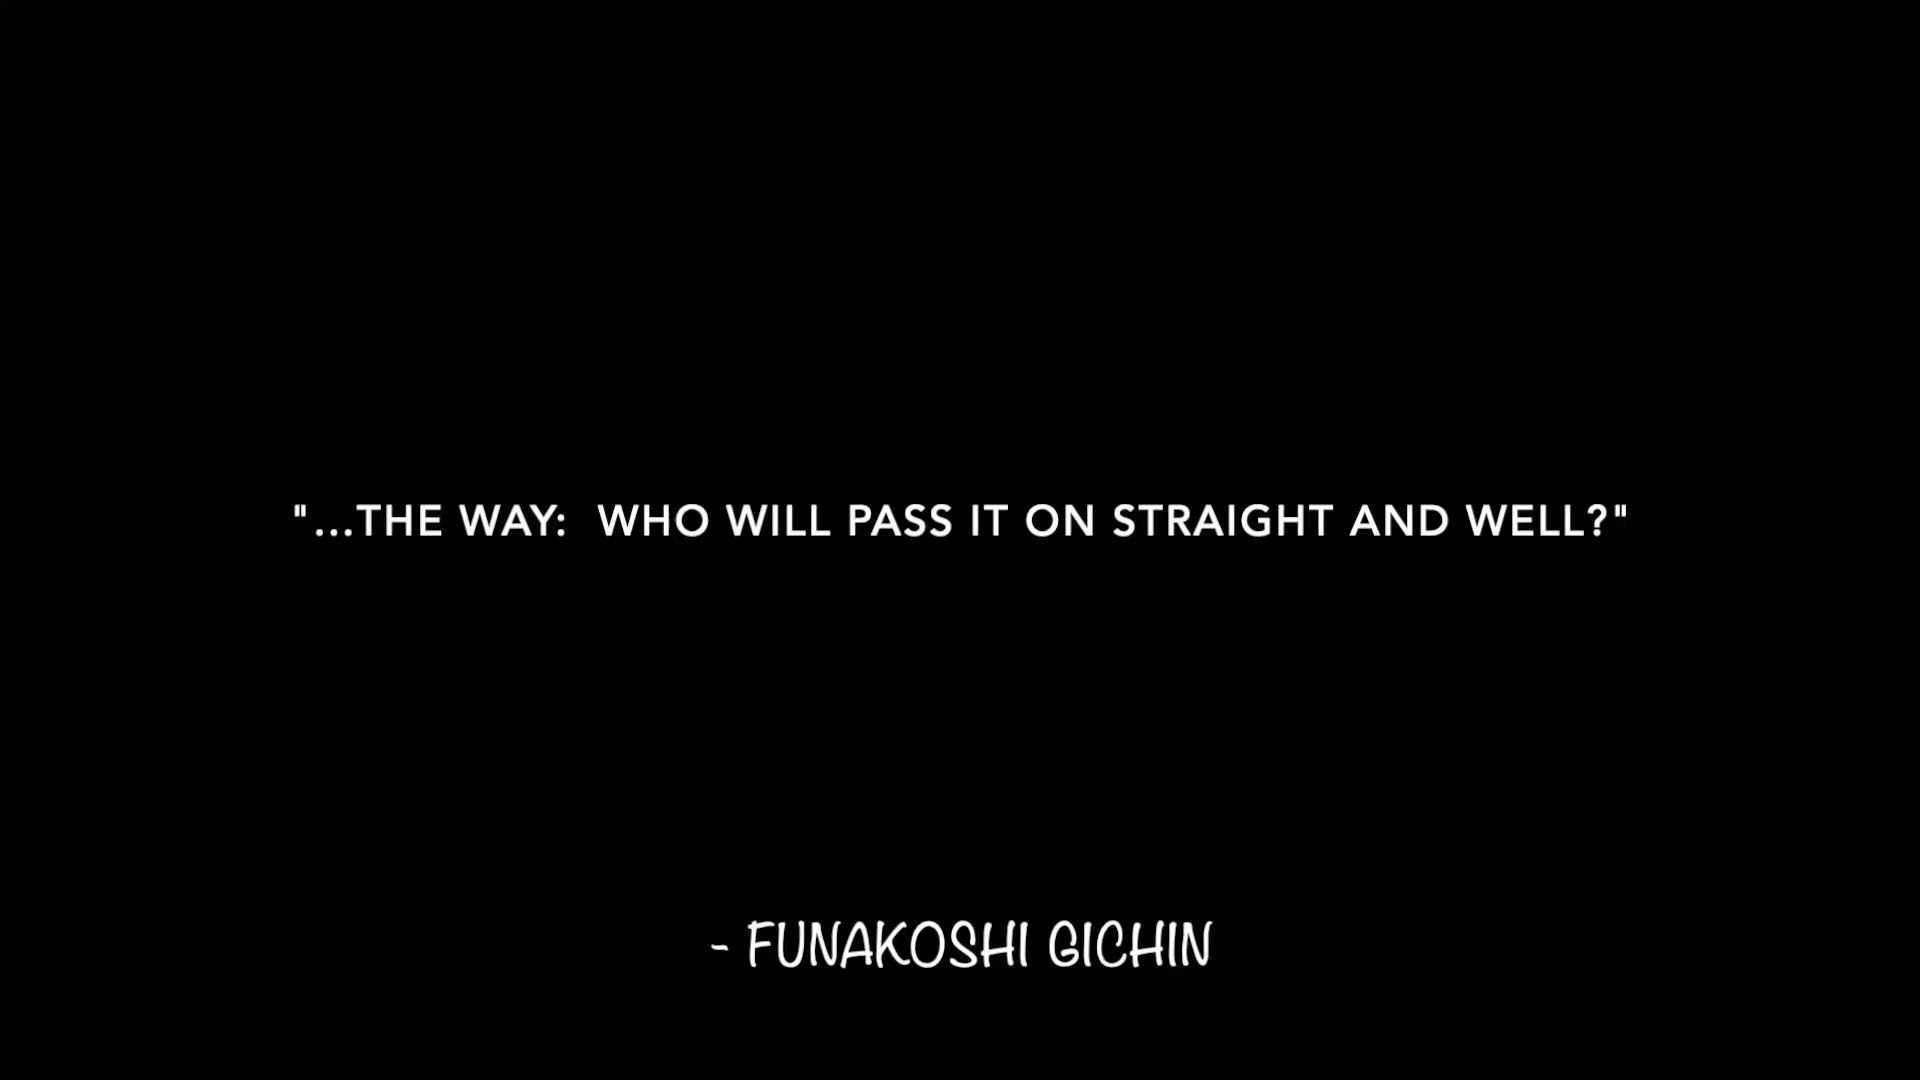 "...THE WAY:  WHO WILL PASS IT ON STRAIGHT AND WELL?"
- FUNAKOSHI GICHIN